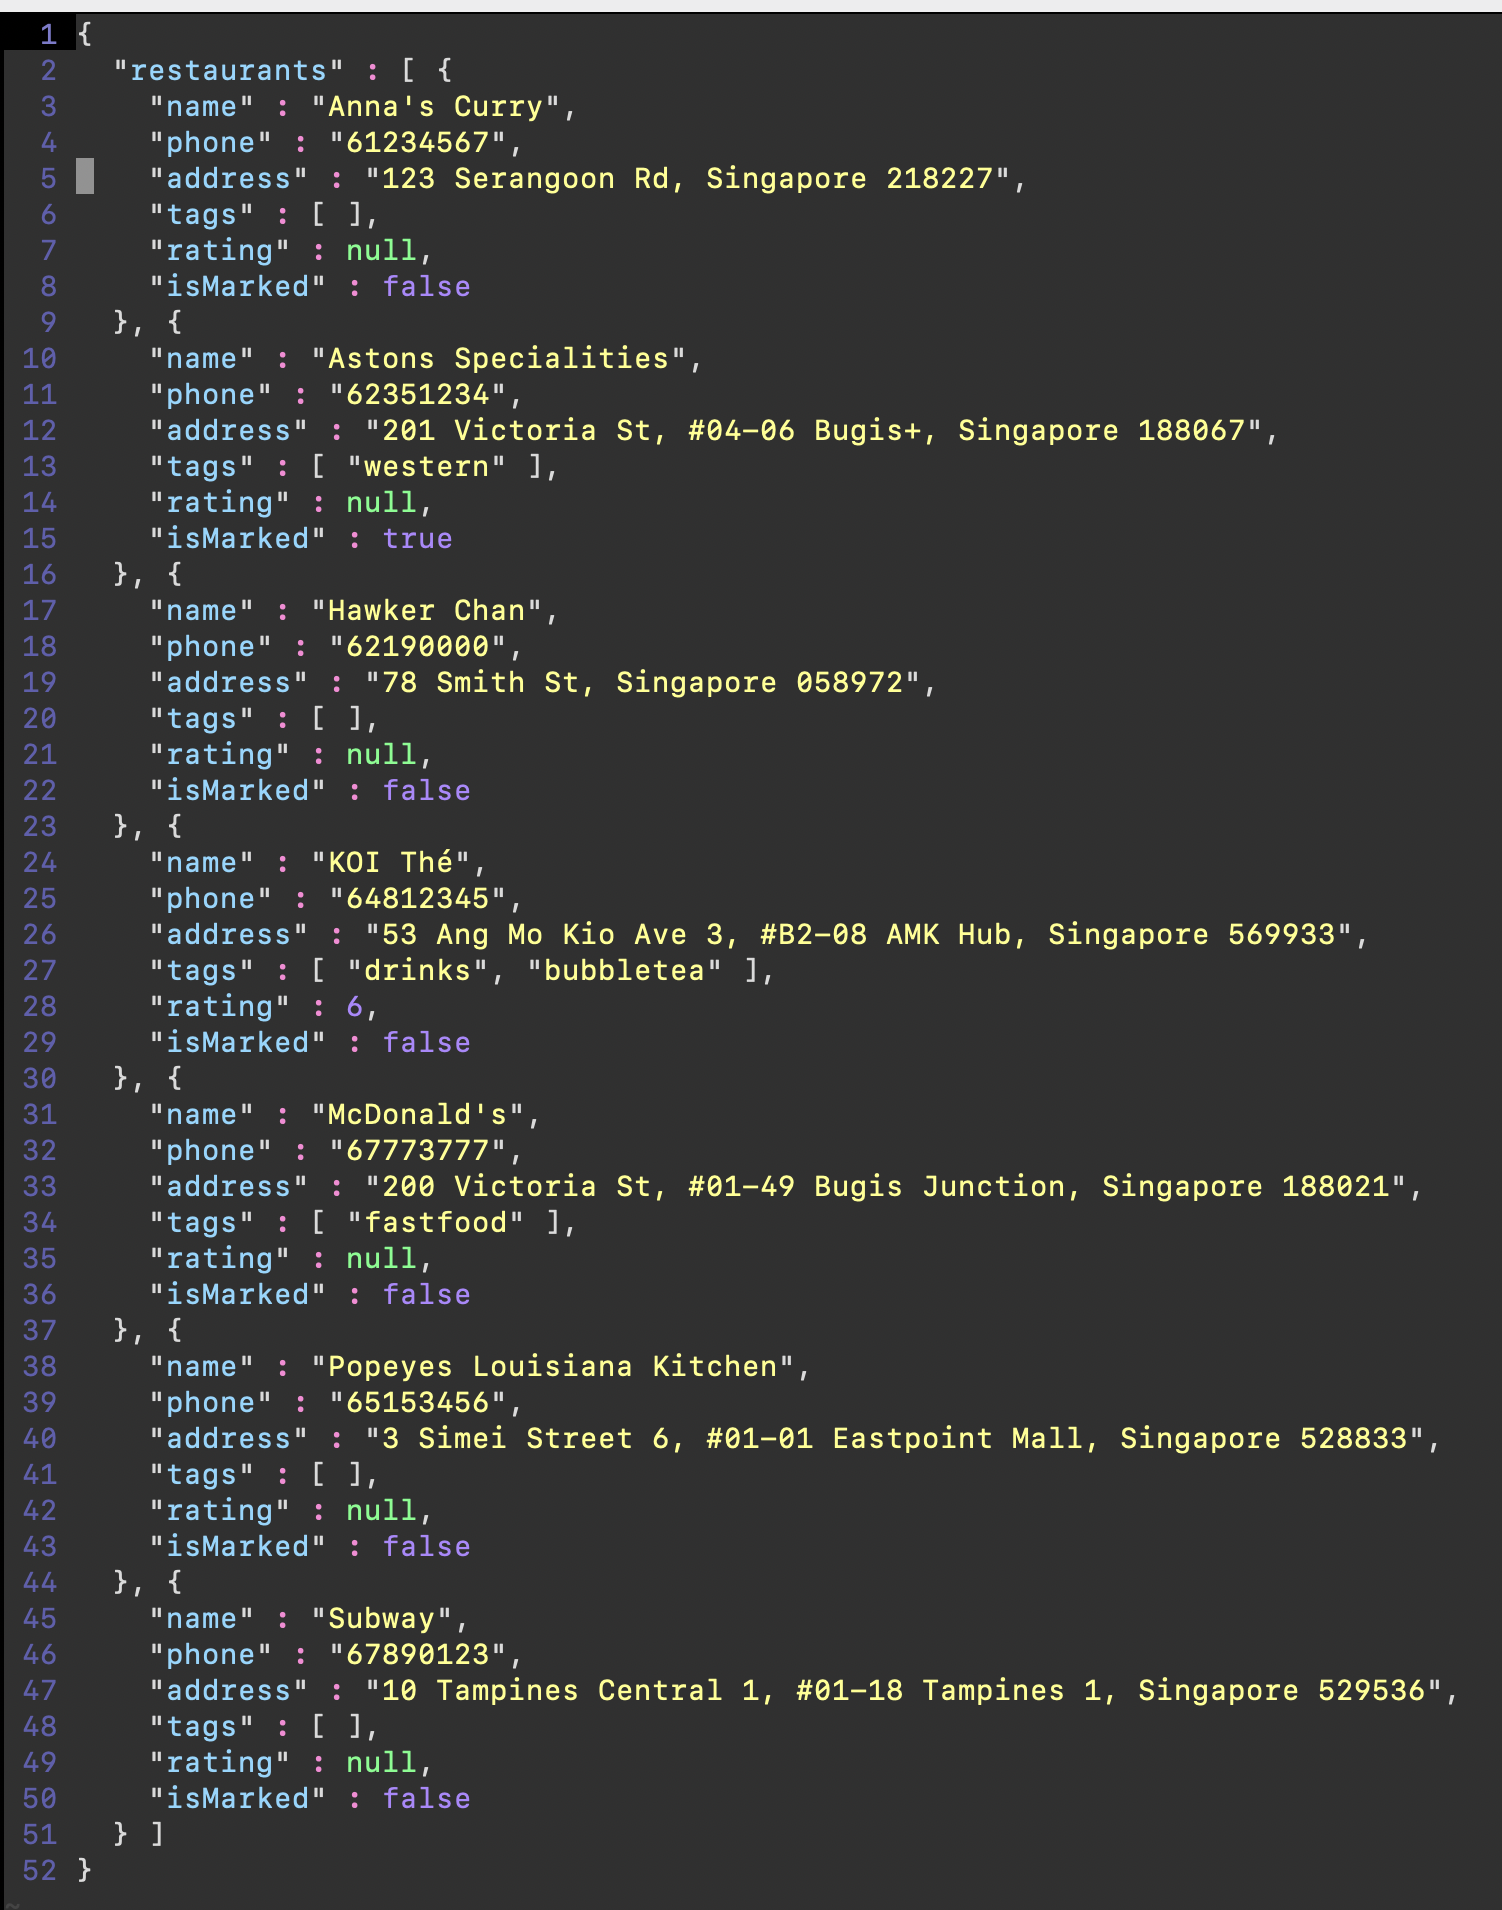 1 {
2   "restaurants" : [ {
3     "name" : "Anna's Curry",
4     "phone" : "61234567",
5     "address" : "123 Serangoon Rd, Singapore 218227",
6     "tags" : [ ],
7     "rating" : null,
8     "isMarked" : false
9   }, {
10     "name" : "Astons Specialities",
11     "phone" : "62351234",
12     "address" : "201 Victoria St, #04-06 Bugis+, Singapore 188067",
13     "tags" : [ "western" ],
14     "rating" : null,
15     "isMarked" : true
16   }, {
17     "name" : "Hawker Chan",
18     "phone" : "62190000",
19     "address" : "78 Smith St, Singapore 058972",
20     "tags" : [ ],
21     "rating" : null,
22     "isMarked" : false
23   }, {
24     "name" : "KOI Thé",
25     "phone" : "64812345",
26     "address" : "53 Ang Mo Kio Ave 3, #B2-08 AMK Hub, Singapore 569933",
27     "tags" : [ "drinks", "bubbletea" ],
28     "rating" : 6,
29     "isMarked" : false
30   }, {
31     "name" : "McDonald's",
32     "phone" : "67773777",
33     "address" : "200 Victoria St, #01-49 Bugis Junction, Singapore 188021",
34     "tags" : [ "fastfood" ],
35     "rating" : null,
36     "isMarked" : false
37   }, {
38     "name" : "Popeyes Louisiana Kitchen",
39     "phone" : "65153456",
40     "address" : "3 Simei Street 6, #01-01 Eastpoint Mall, Singapore 528833",
41     "tags" : [ ],
42     "rating" : null,
43     "isMarked" : false
44   }, {
45     "name" : "Subway",
46     "phone" : "67890123",
47     "address" : "10 Tampines Central 1, #01-18 Tampines 1, Singapore 529536",
48     "tags" : [ ],
49     "rating" : null,
50     "isMarked" : false
51   } ]
52 }
~